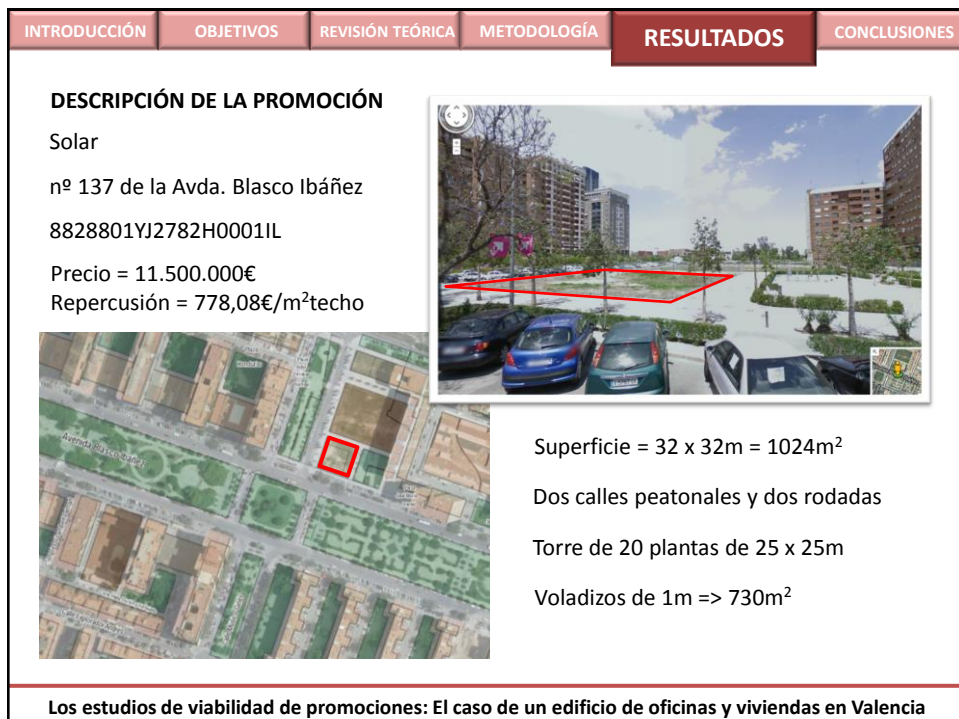 INTRODUCCIÓN
OBJETIVOS
REVISIÓN TEÓRICA
METODOLOGÍA
RESULTADOS
CONCLUSIONES
DESCRIPCIÓN DE LA PROMOCIÓN
Solar
nº 137 de la Avda. Blasco Ibáñez
8828801YJ2782H0001IL
Precio = 11.500.000€
Repercusión = 778,08€/m²techo
Avenida Blasco Ibáñez
Superficie = 32 x 32m = 1024m²
Dos calles peatonales y dos rodadas
Torre de 20 plantas de 25 x 25m
Voladizos de 1m => 730m²
Los estudios de viabilidad de promociones: El caso de un edificio de oficinas y viviendas en Valencia